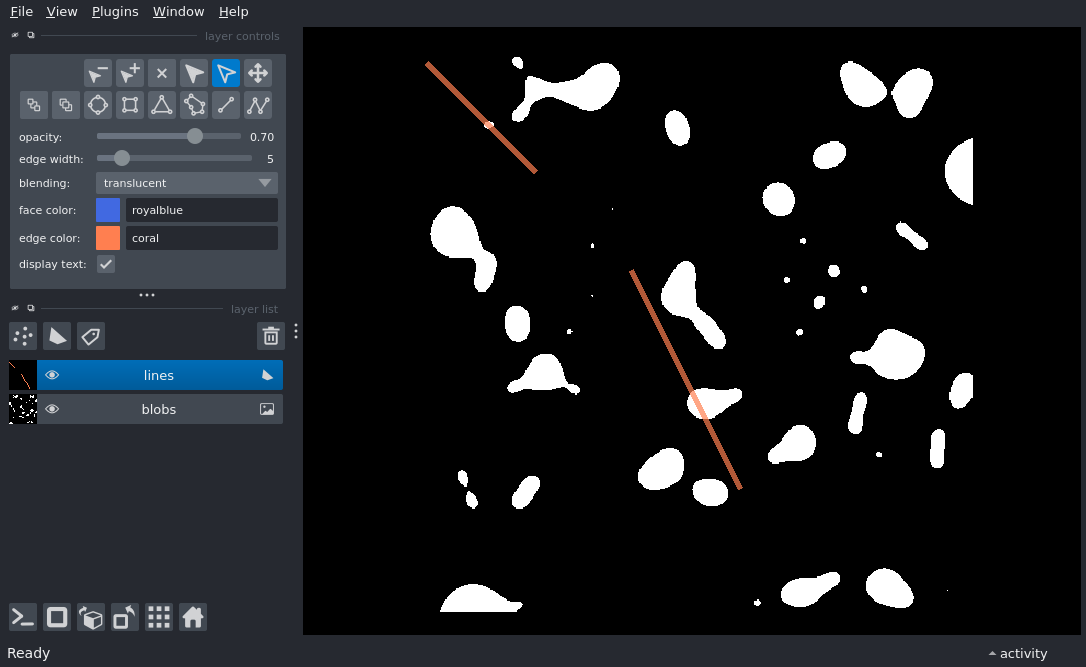 File View Plugins Window Help
layer controls
opacity: 0.70
edge width: 5
blending: translucent
face color: royalblue
edge color: coral
display text:
layer list
lines
blobs
Ready
activity